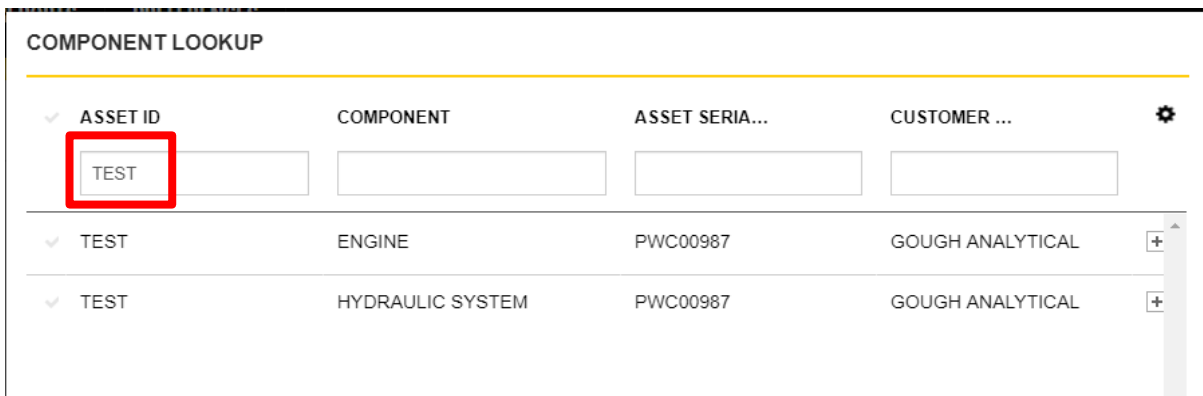 COMPONENT LOOKUP
ASSET ID COMPONENT ASSET SERIA... CUSTOMER ...
TEST
TEST ENGINE PWC00987 GOUGH ANALYTICAL
TEST HYDRAULIC SYSTEM PWC00987 GOUGH ANALYTICAL